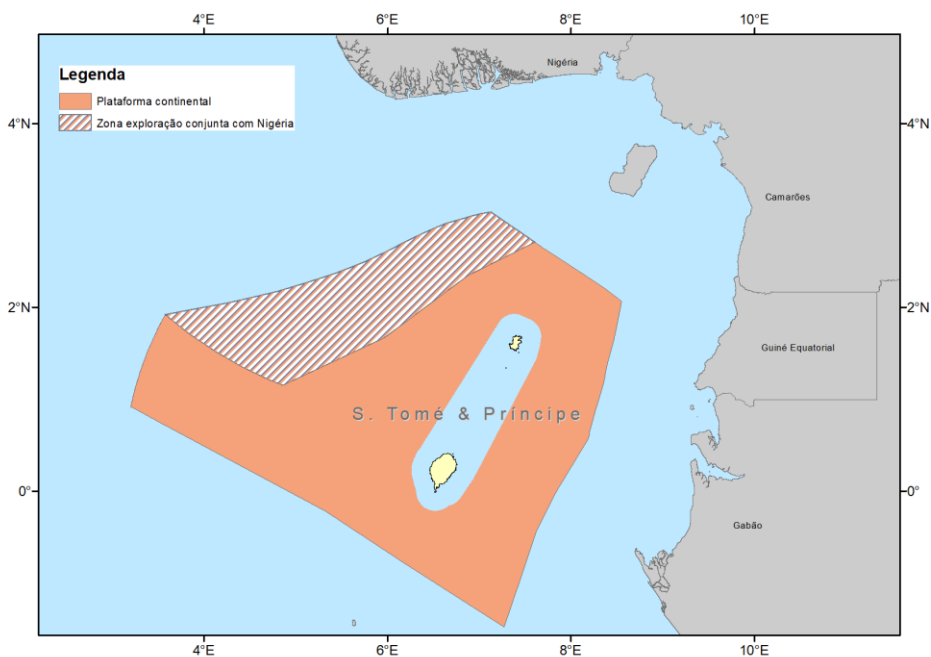 4°E 6°E 8°E 10°E
Legenda
Plataforma continental
Zona exploração conjunta com Nigéria
Nigéria
4°N 4°N
Camarões
2°N 2°N
Guiné Equatorial
S. Tomé & Príncipe
0° 0°
Gabão
4°E 6°E 8°E 10°E